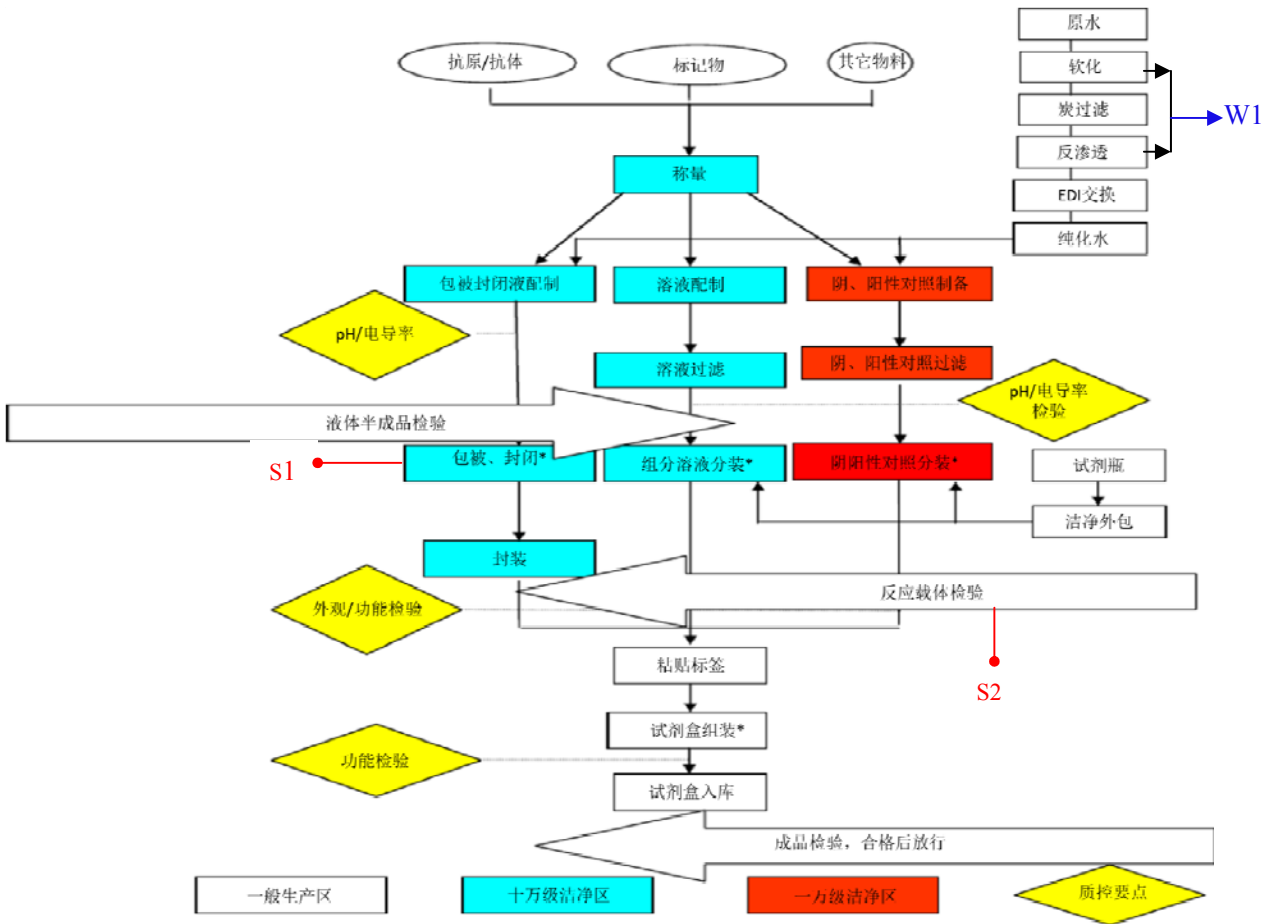 原水
抗原/抗体
标记物
其它物料
软化
炭过滤
W1
反渗透
称量
EDI交换
纯化水
包被封闭液配制
溶液配制
阴、阳性对照制备
pH/电导率
溶液过滤
阴、阳性对照过滤
pH/电导率
检验
液体半成品检验
S1
包被、封闭*
组分溶液分装*
阴阳性对照分装*
试剂瓶
洁净外包
封装
外观/功能检验
反应载体检验
粘贴标签
S2
试剂盒组装*
功能检验
试剂盒入库
成品检验，合格后放行
一般生产区
十万级洁净区
一万级洁净区
质控要点